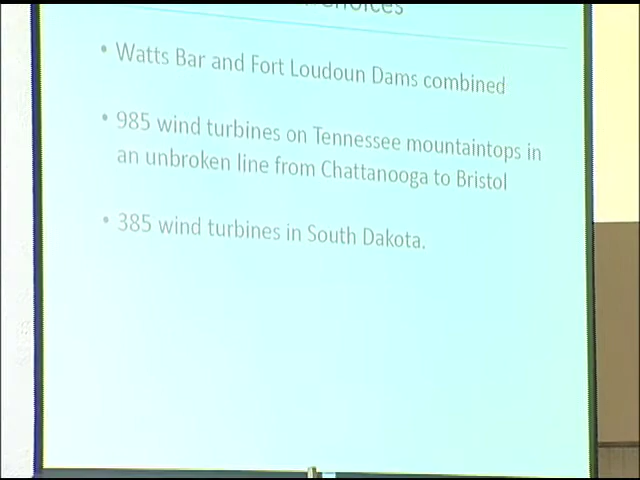 Choices
• Watts Bar and Fort Loudoun Dams combined
• 985 wind turbines on Tennessee mountaintops in
an unbroken line from Chattanooga to Bristol
• 385 wind turbines in South Dakota.